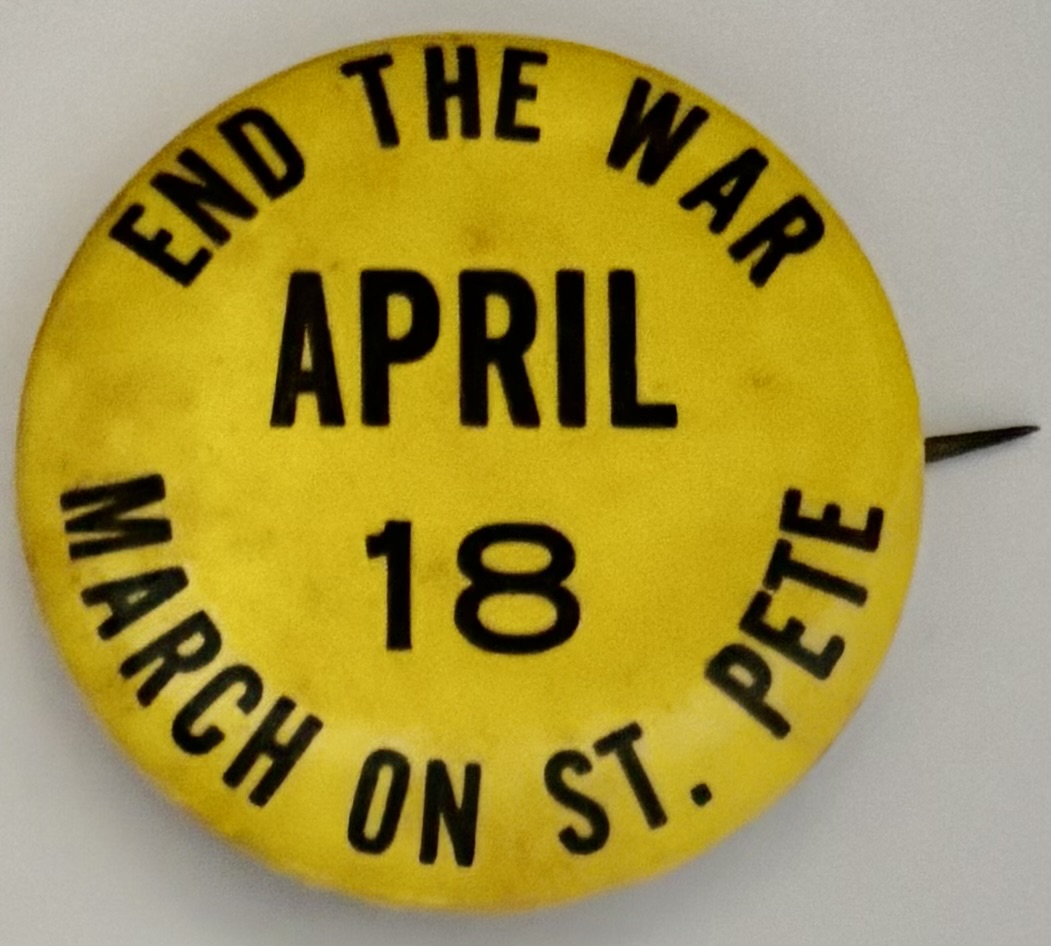 END THE WAR
APRIL
18
MARCH ON ST. PETE